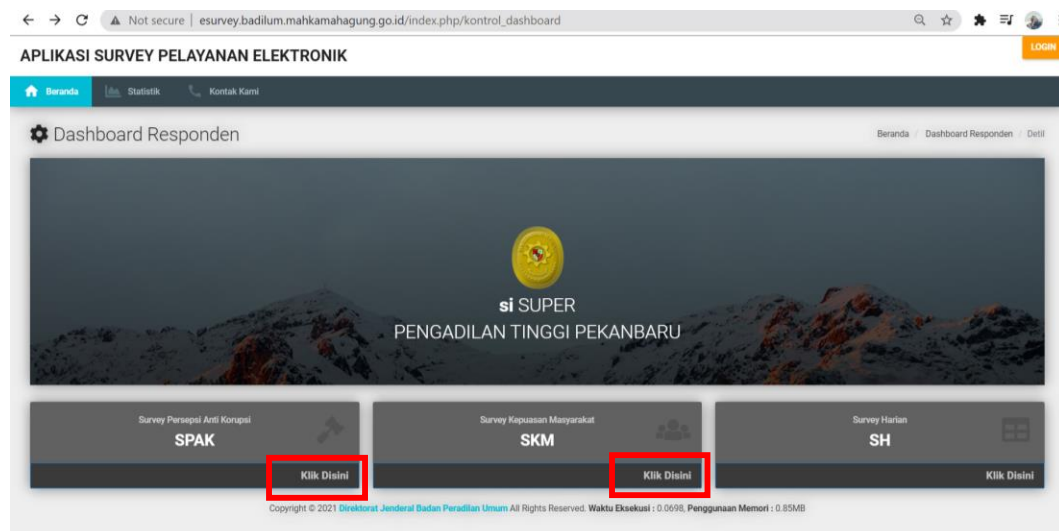 Not secure | esurvey.badilum.mahkamahagung.go.id/index.php/kontrol_dashboard
APLIKASI SURVEY PELAYANAN ELEKTRONIK
LOGIN
Beranda Statistik Kontak Kami
Dashboard Responden
Beranda / Dashboard Responden / Detil
si SUPER
PENGADILAN TINGGI PEKANBARU
Survey Persepsi Anti Korupsi
SPAK
Klik Disini
Survey Kepuasan Masyarakat
SKM
Klik Disini
Survey Harian
SH
Klik Disini
Copyright © 2021 Direktorat Jenderal Badan Peradilan Umum All Rights Reserved. Waktu Eksekusi : 0.0698, Penggunaan Memori : 0.85MB